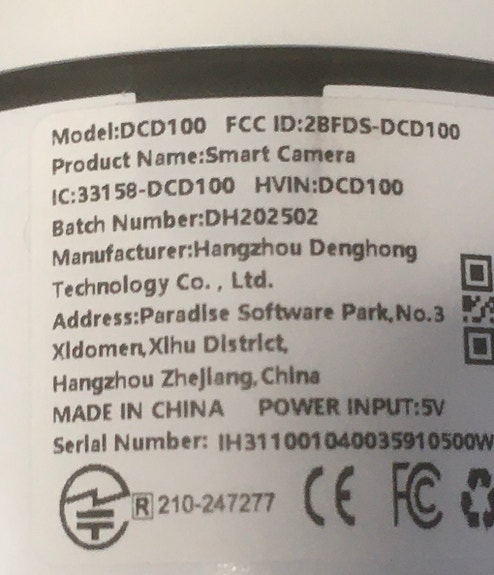 Model:DCD100 FCC ID:2BFDS-DCD100
Product Name:Smart Camera
IC:33158-DCD100 HVIN:DCD100
Batch Number:DH202502
Manufacturer:Hangzhou Denghong
Technology Co. , Ltd.
Address:Paradise Software Park,No.3
Xidomen,Xihu District,
Hangzhou Zhejiang,China
MADE IN CHINA POWER INPUT:5V
Serial Number: IH311001040035910500W
R 210-247277 CE FC